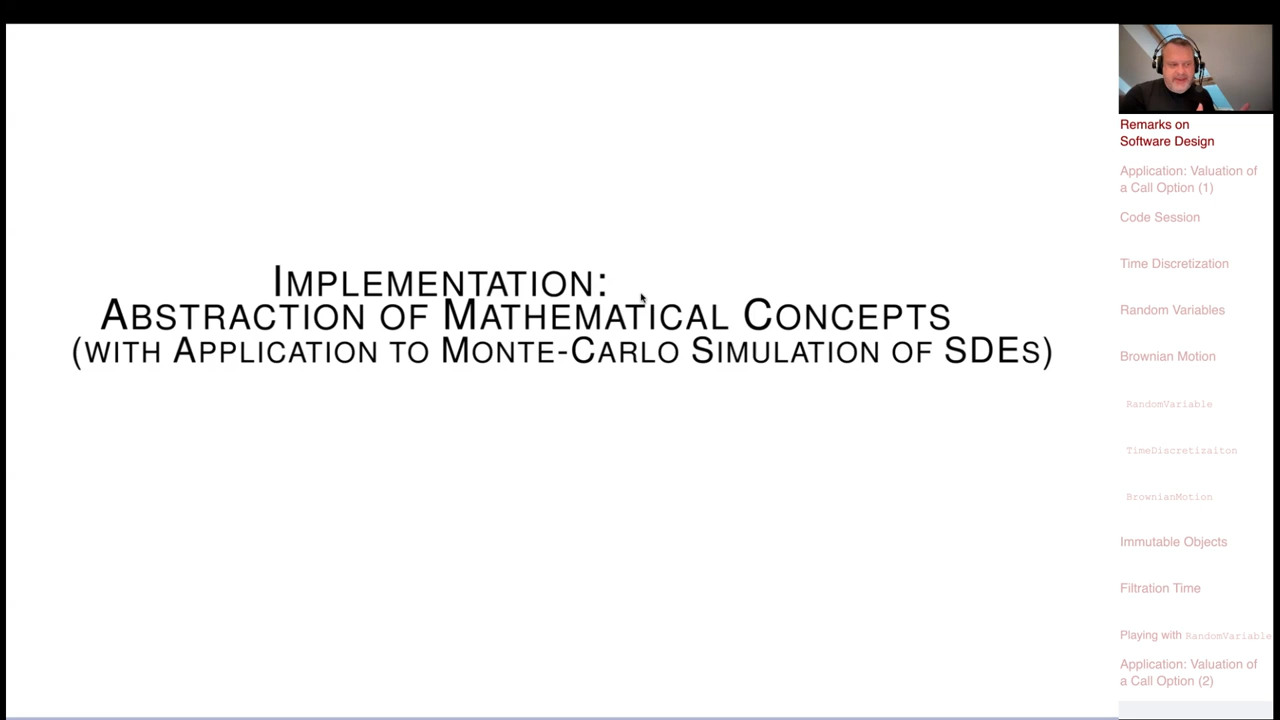 IMPLEMENTATION:
ABSTRACTION OF MATHEMATICAL CONCEPTS
(WITH APPLICATION TO MONTE-CARLO SIMULATION OF SDES)
Remarks on
Software Design
Application: Valuation of
a Call Option (1)
Code Session
Time Discretization
Random Variables
Brownian Motion
RandomVariable
TimeDiscretizaiton
BrownianMotion
Immutable Objects
Filtration Time
Playing with RandomVariable
Application: Valuation of
a Call Option (2)